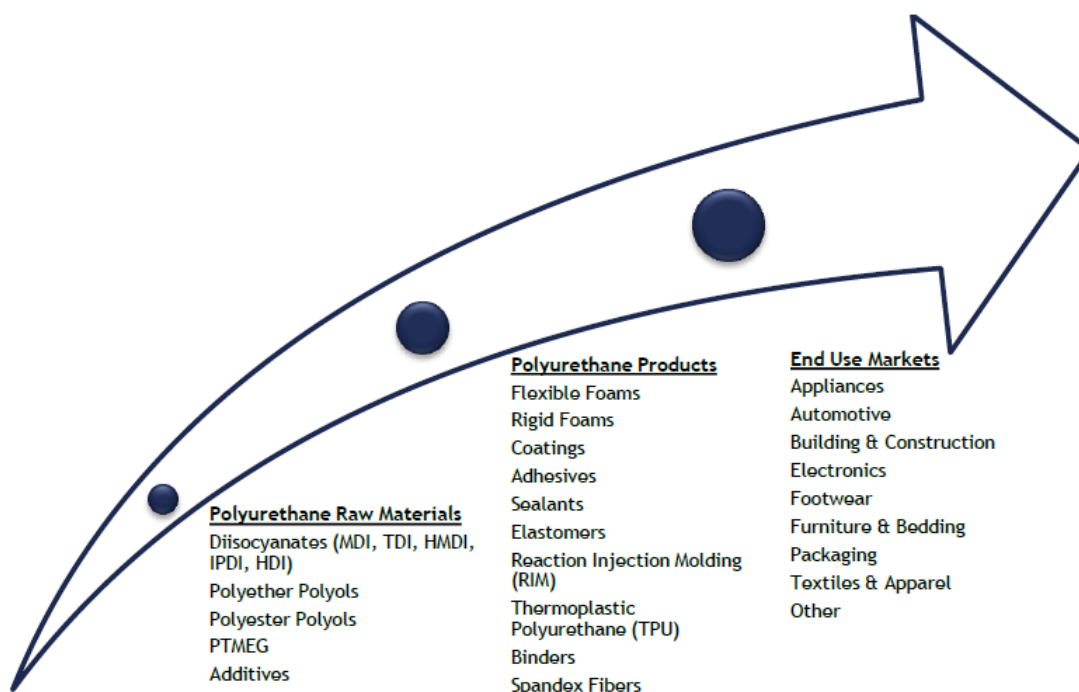 Polyurethane Raw Materials
Diisocyanates (MDI, TDI, HMDI,
IPDI, HDI)
Polyether Polyols
Polyester Polyols
PTMEG
Additives
Polyurethane Products
Flexible Foams
Rigid Foams
Coatings
Adhesives
Sealants
Elastomers
Reaction Injection Molding
(RIM)
Thermoplastic
Polyurethane (TPU)
Binders
Spandex Fibers
End Use Markets
Appliances
Automotive
Building & Construction
Electronics
Footwear
Furniture & Bedding
Packaging
Textiles & Apparel
Other